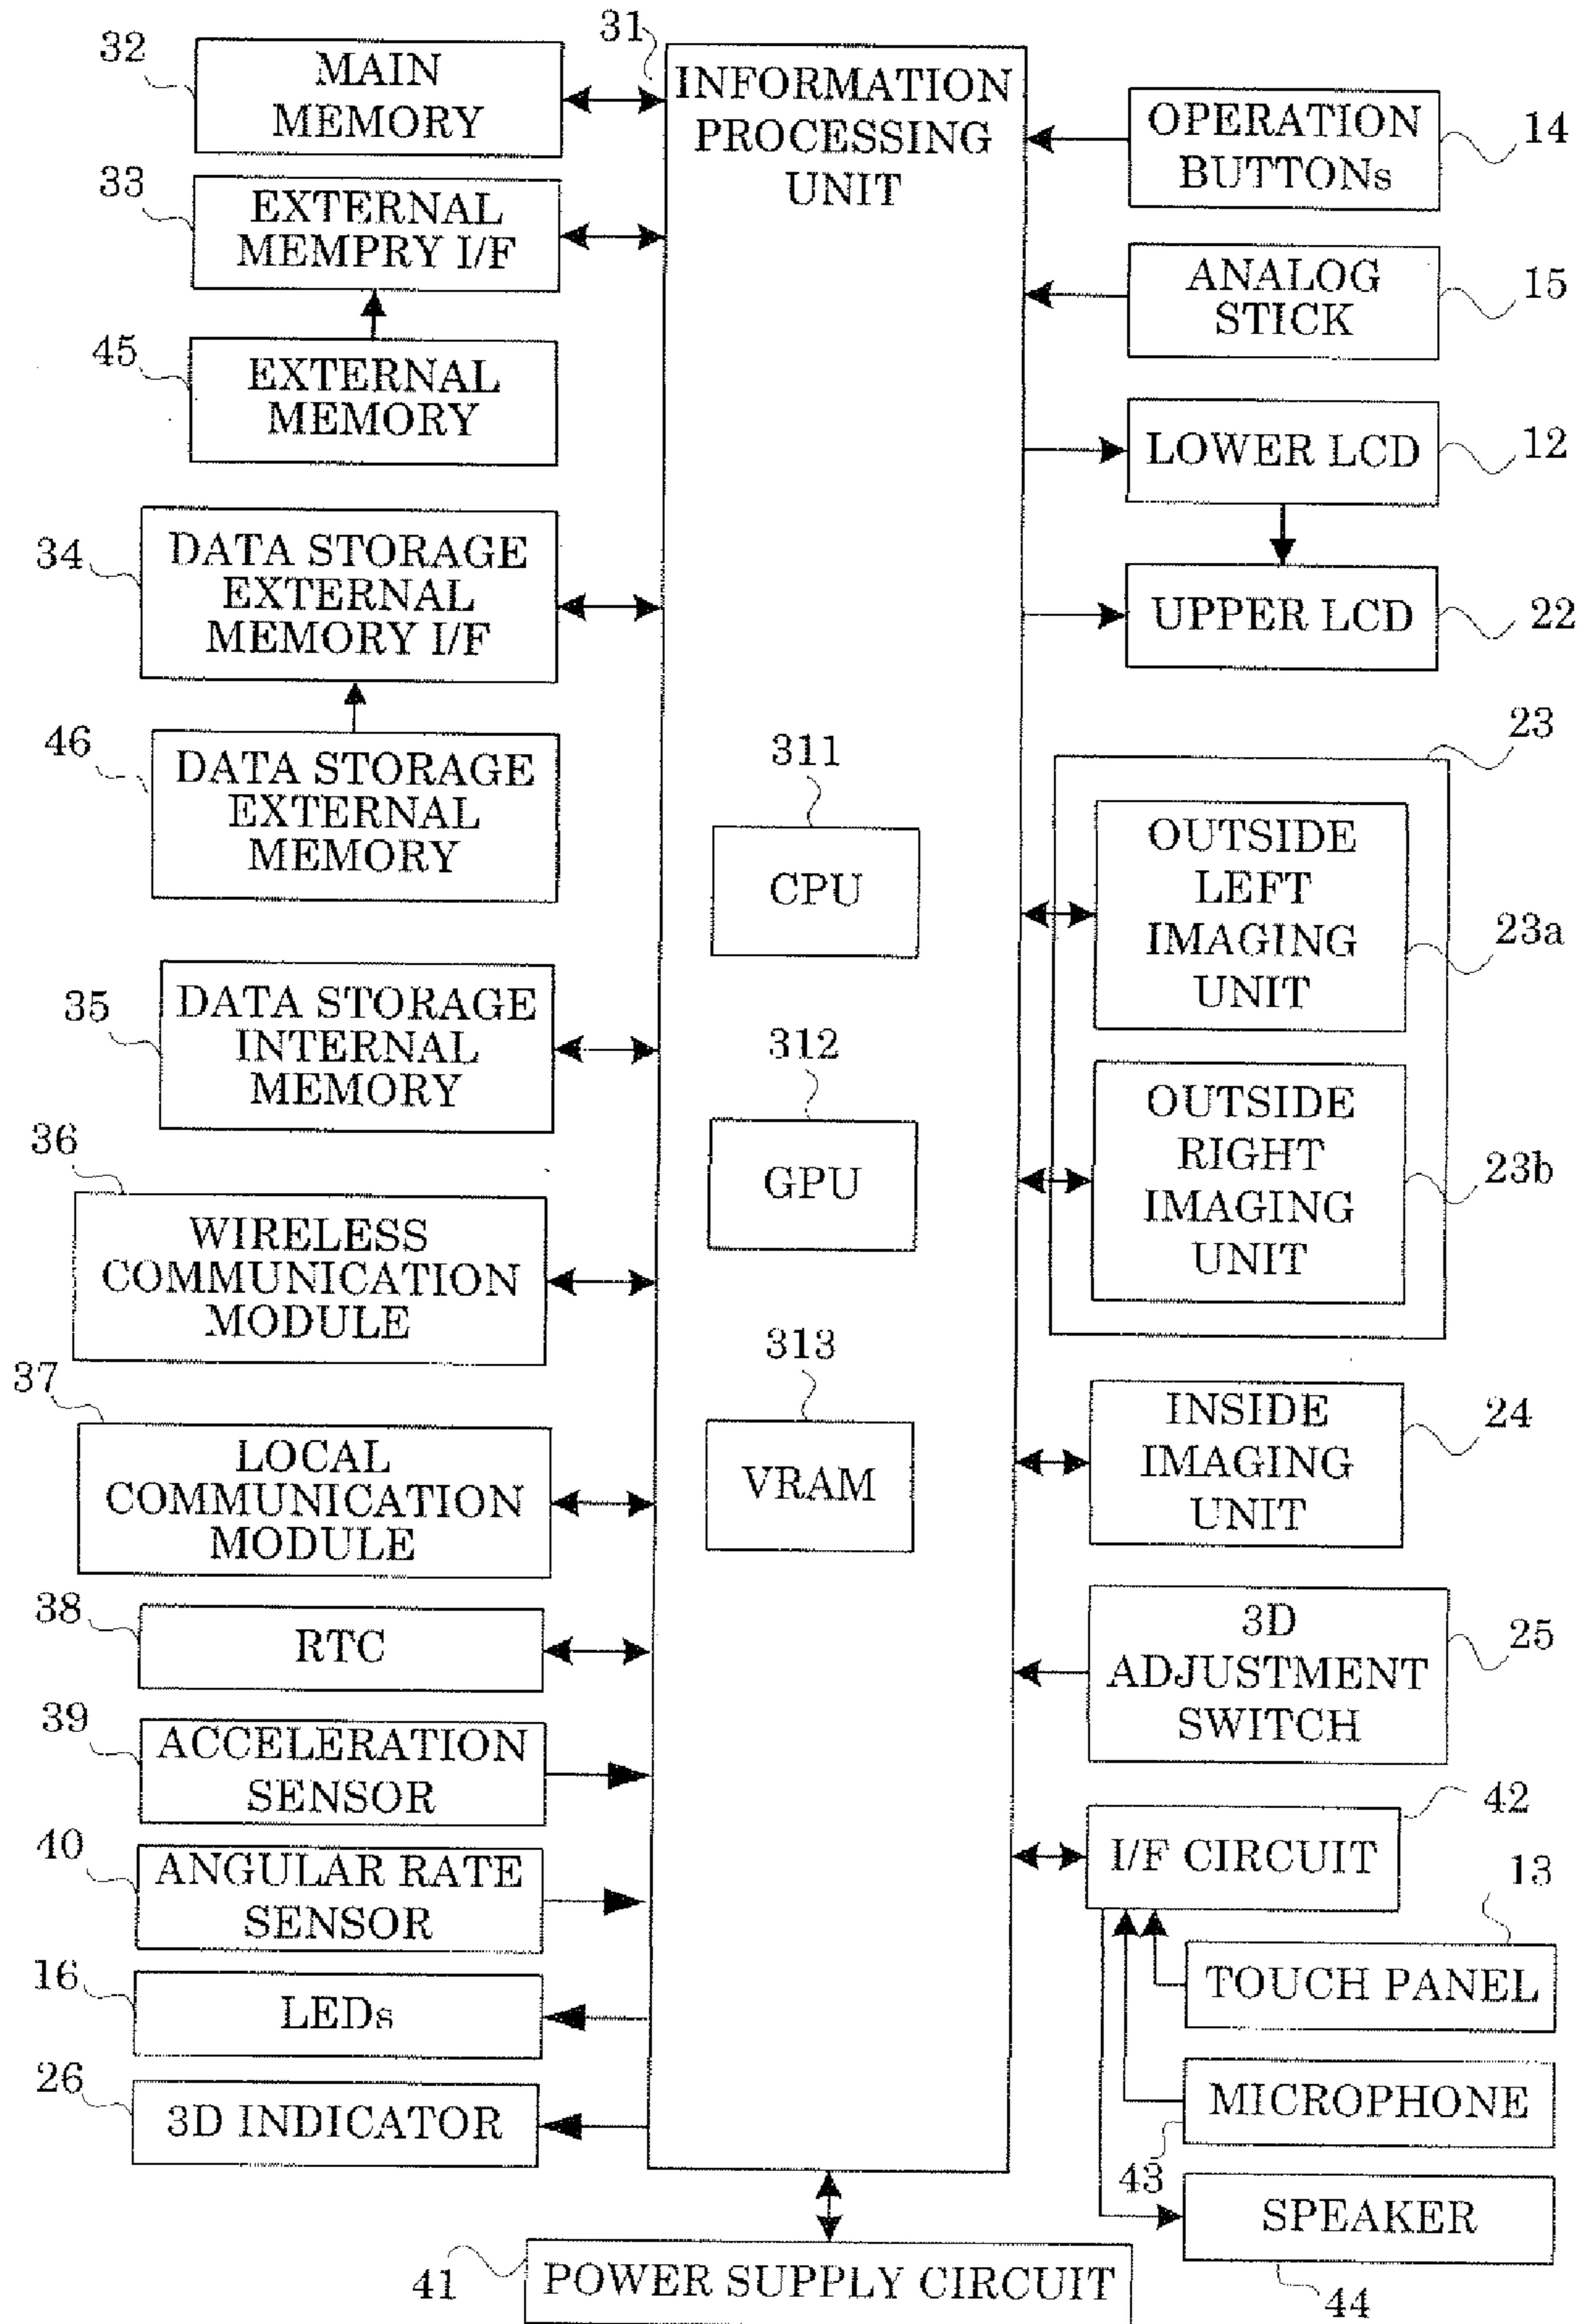 31
32
MAIN
MEMORY
33
EXTERNAL
MEMPRY I/F
45
EXTERNAL
MEMORY
34
DATA STORAGE
EXTERNAL
MEMORY I/F
46
DATA STORAGE
EXTERNAL
MEMORY
35
DATA STORAGE
INTERNAL
MEMORY
36
WIRELESS
COMMUNICATION
MODULE
37
LOCAL
COMMUNICATION
MODULE
38
RTC
39
ACCELERATION
SENSOR
40
ANGULAR RATE
SENSOR
16
LEDs
26
3D INDICATOR
INFORMATION
PROCESSING
UNIT
311
CPU
312
GPU
313
VRAM
OPERATION
BUTTONs
14
ANALOG
STICK
15
LOWER LCD
12
UPPER LCD
22
23
OUTSIDE
LEFT
IMAGING
UNIT
23a
OUTSIDE
RIGHT
IMAGING
UNIT
23b
INSIDE
IMAGING
UNIT
24
3D
ADJUSTMENT
SWITCH
25
42
I/F CIRCUIT
13
TOUCH PANEL
MICROPHONE
43
SPEAKER
44
41
POWER SUPPLY CIRCUIT